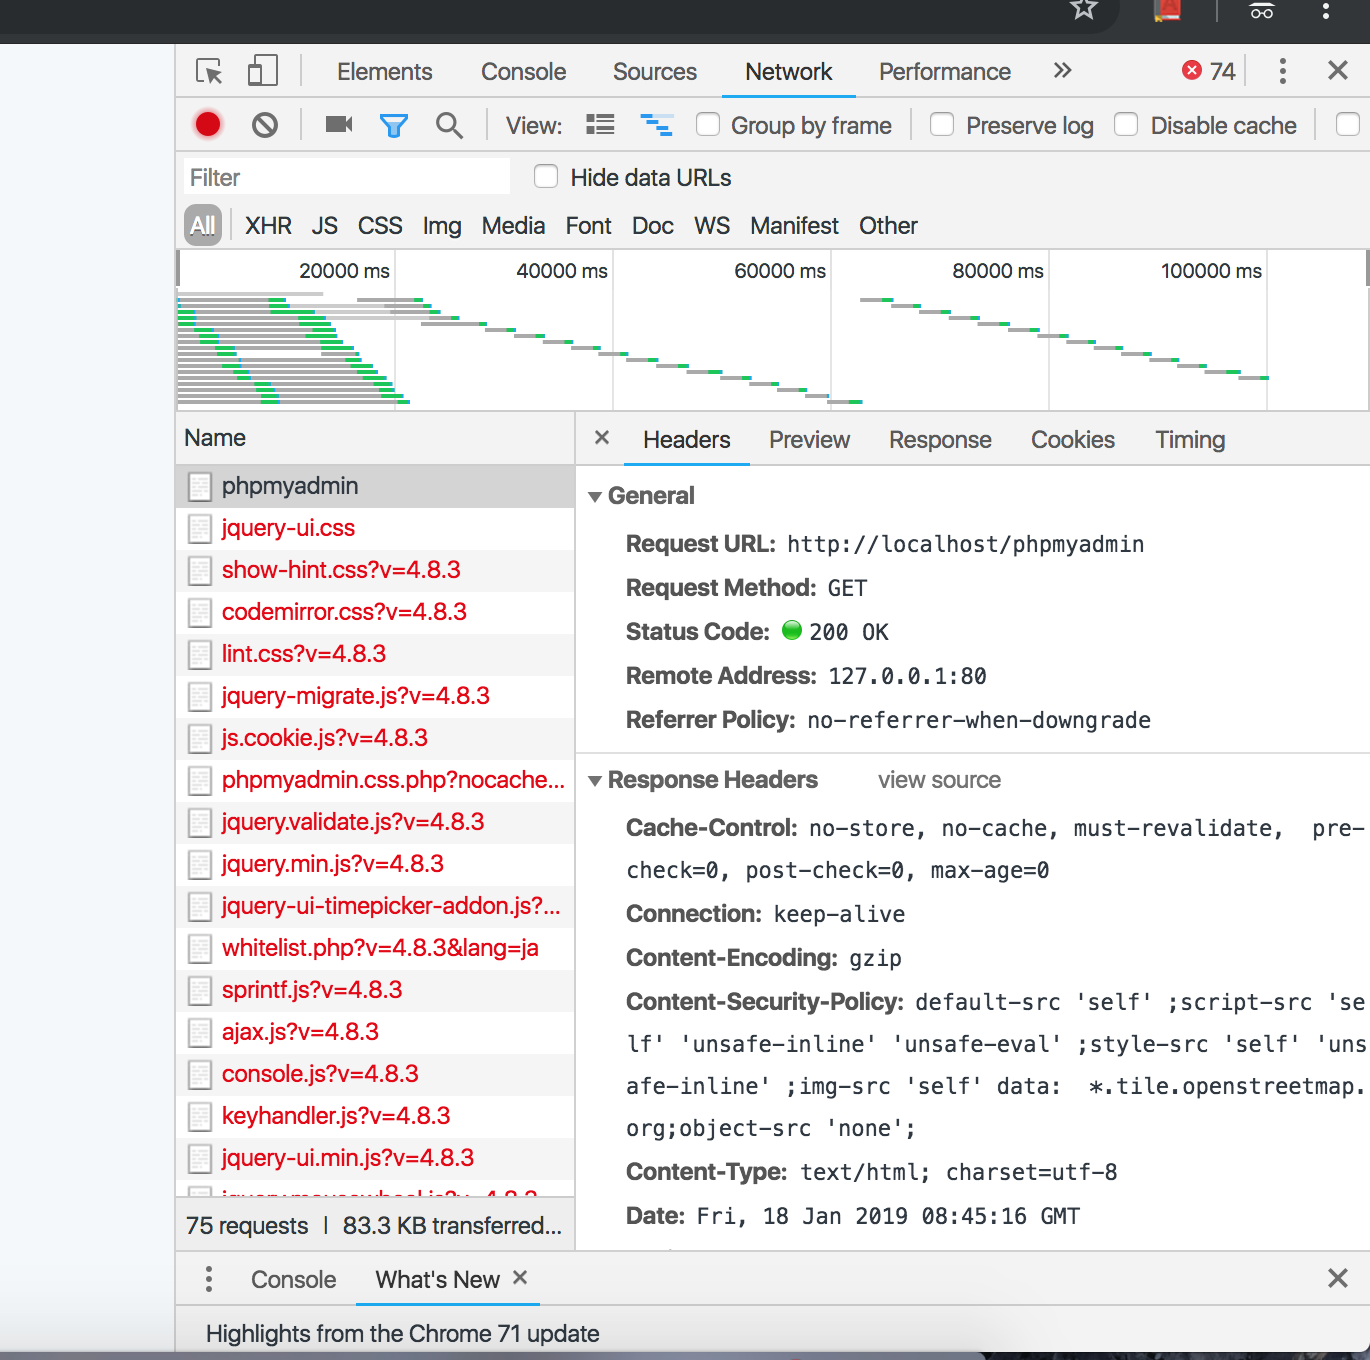 Elements Console Sources Network Performance » 74
View: Group by frame Preserve log Disable cache
Filter Hide data URLs
All XHR JS CSS Img Media Font Doc WS Manifest Other
20000 ms 40000 ms 60000 ms 80000 ms 100000 ms
Name
phpmyadmin
jquery-ui.css
show-hint.css?v=4.8.3
codemirror.css?v=4.8.3
lint.css?v=4.8.3
jquery-migrate.js?v=4.8.3
js.cookie.js?v=4.8.3
phpmyadmin.css.php?nocache...
jquery.validate.js?v=4.8.3
jquery.min.js?v=4.8.3
jquery-ui-timepicker-addon.js?...
whitelist.php?v=4.8.3&lang=ja
sprintf.js?v=4.8.3
ajax.js?v=4.8.3
console.js?v=4.8.3
keyhandler.js?v=4.8.3
jquery-ui.min.js?v=4.8.3
75 requests | 83.3 KB transferred...
× Headers Preview Response Cookies Timing
General
Request URL: http://localhost/phpmyadmin
Request Method: GET
Status Code: 200 OK
Remote Address: 127.0.0.1:80
Referrer Policy: no-referrer-when-downgrade
Response Headers view source
Cache-Control: no-store, no-cache, must-revalidate, pre-
check=0, post-check=0, max-age=0
Connection: keep-alive
Content-Encoding: gzip
Content-Security-Policy: default-src 'self' ;script-src 'se
lf' 'unsafe-inline' 'unsafe-eval' ;style-src 'self' 'uns
afe-inline' ;img-src 'self' data: *.tile.openstreetmap.
org;object-src 'none';
Content-Type: text/html; charset=utf-8
Date: Fri, 18 Jan 2019 08:45:16 GMT
Console What's New ×
Highlights from the Chrome 71 update